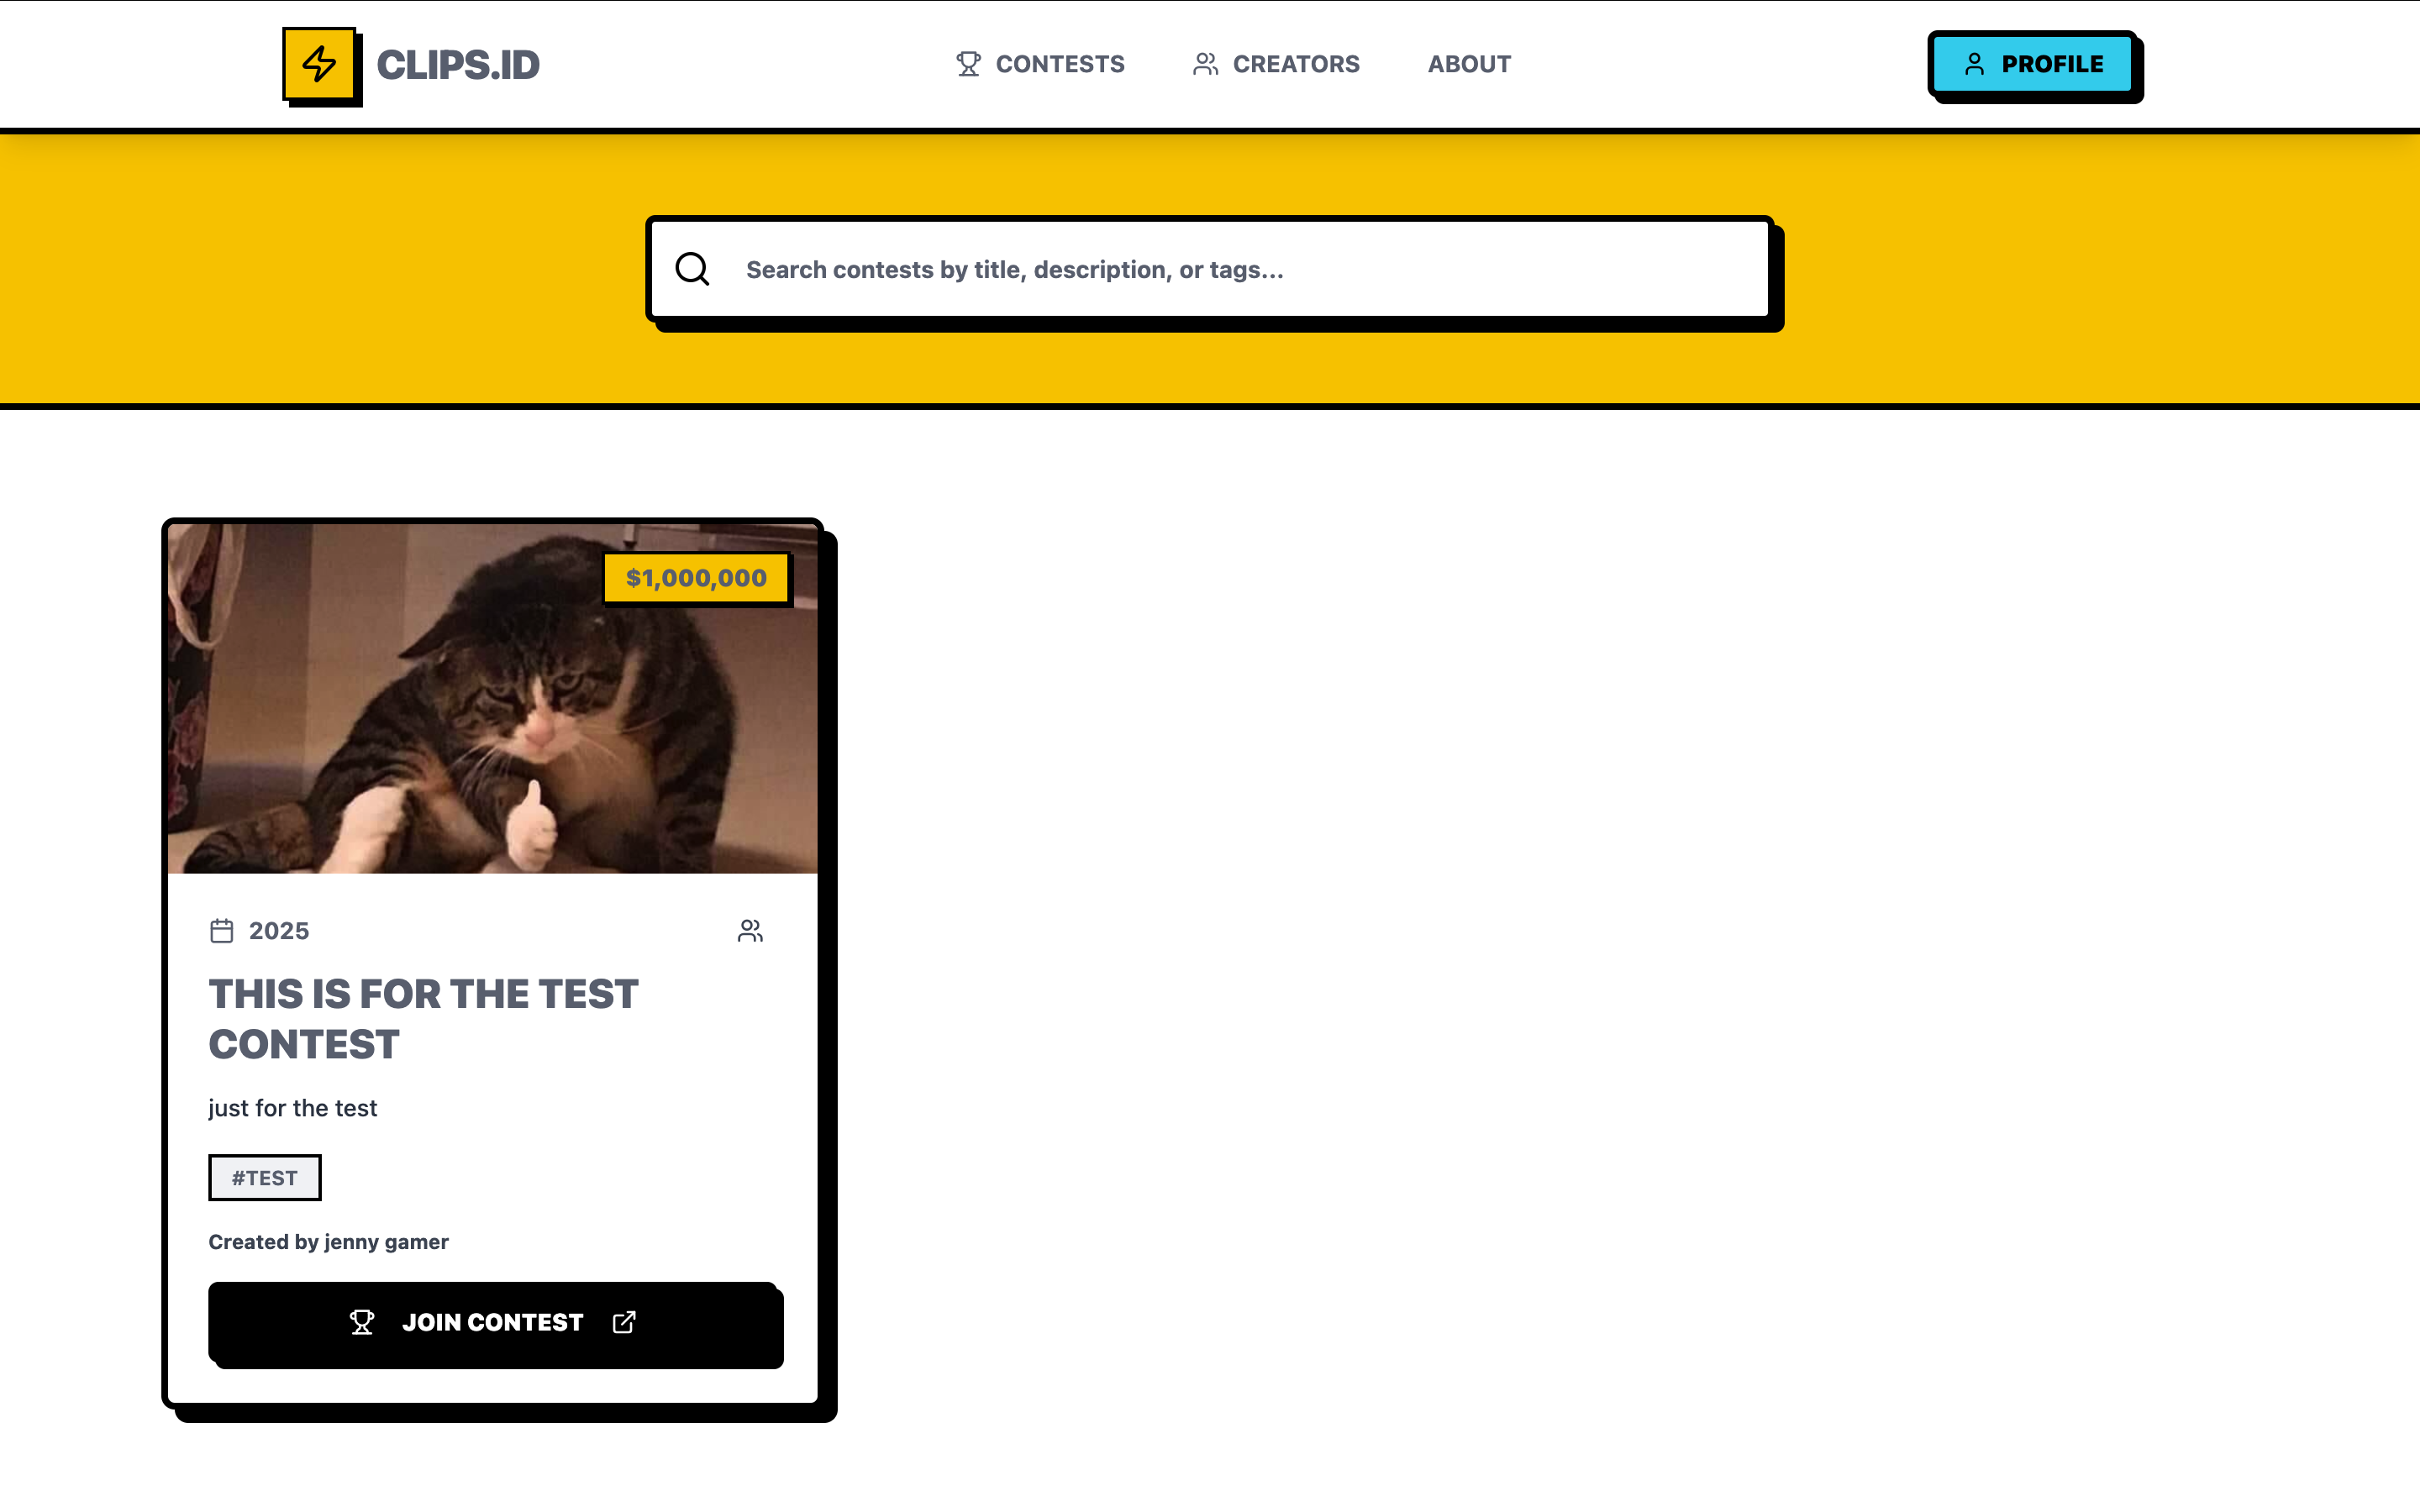 CLIPS.ID
CONTESTS
CREATORS
ABOUT
PROFILE
Search contests by title, description, or tags...
$1,000,000
2025
THIS IS FOR THE TEST
CONTEST
just for the test
#TEST
Created by jenny gamer
JOIN CONTEST